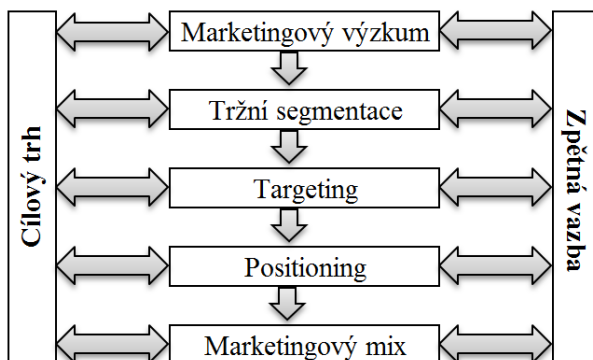 Cílový trh
Marketingový výzkum
Tržní segmentace
Targeting
Positioning
Marketingový mix
Zpětná vazba